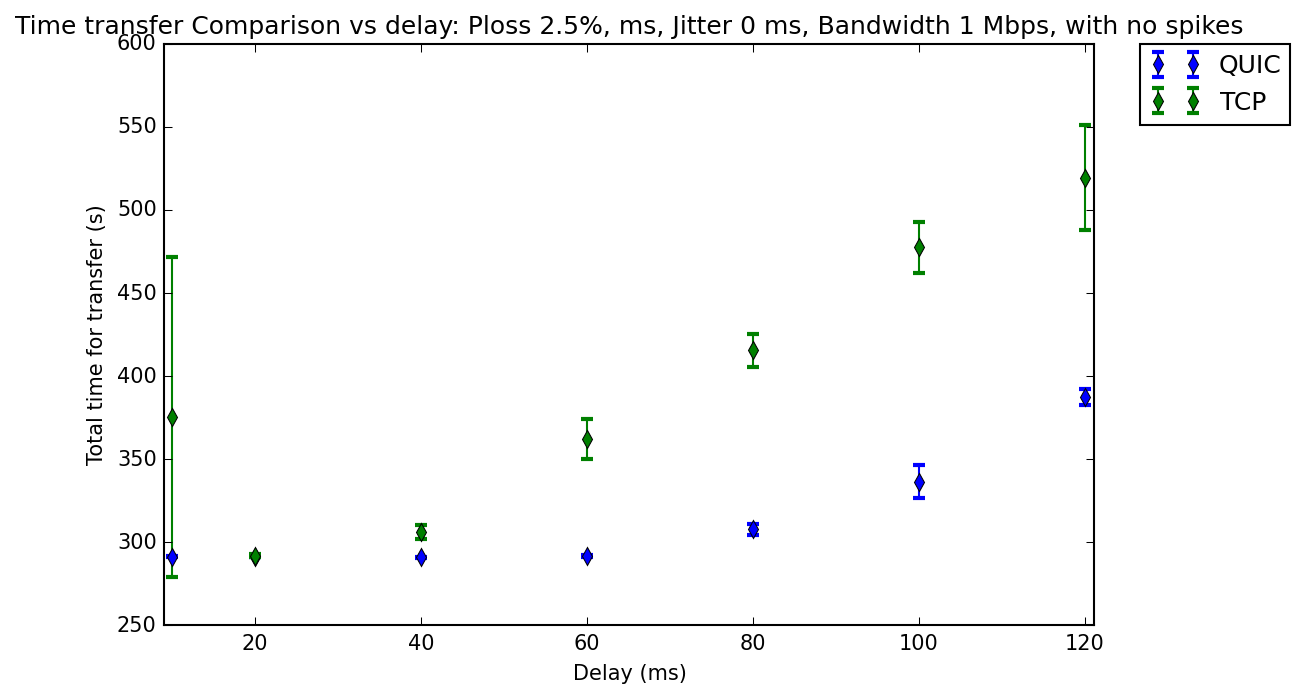 Time transfer Comparison vs delay: Ploss 2.5%, ms, Jitter 0 ms, Bandwidth 1 Mbps, with no spikes
600
550
500
450
400
350
300
250
Total time for transfer (s)
20 40 60 80 100 120
Delay (ms)
QUIC
TCP